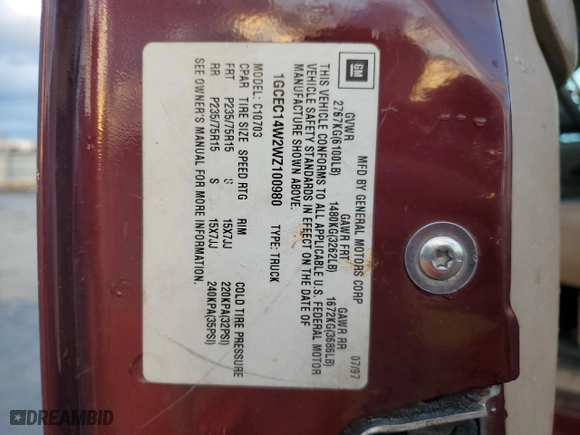 GM
MFD BY GENERAL MOTORS CORP 07/97
GVWR GAWR FRT GAWR RR
2767KG(6100LB) 1480KG(3262LB) 1672KG(3686LB)
THIS VEHICLE CONFORMS TO ALL APPLICABLE U.S. FEDERAL MOTOR
VEHICLE SAFETY STANDARDS IN EFFECT ON THE DATE OF
MANUFACTURE SHOWN ABOVE.
1GCEC14W2WZ100980 TYPE: TRUCK
MODEL: C10703
CPAR TIRE SIZE SPEED RTG RIM COLD TIRE PRESSURE
FRT P235/75R15 S 15X7JJ 220KPA(32PSI)
RR P235/75R15 S 15X7JJ 240KPA(35PSI)
SEE OWNER'S MANUAL FOR MORE INFORMATION.
DREAMBID